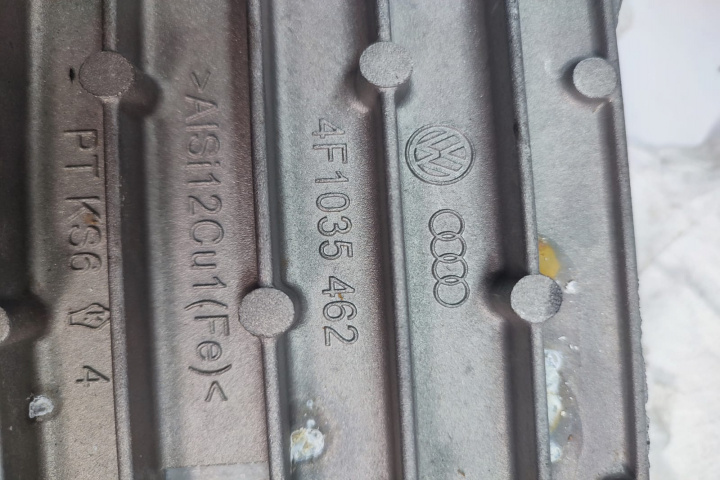 4F1035 462
>AlSi12Cu1(Fe)<
PT KS6 4